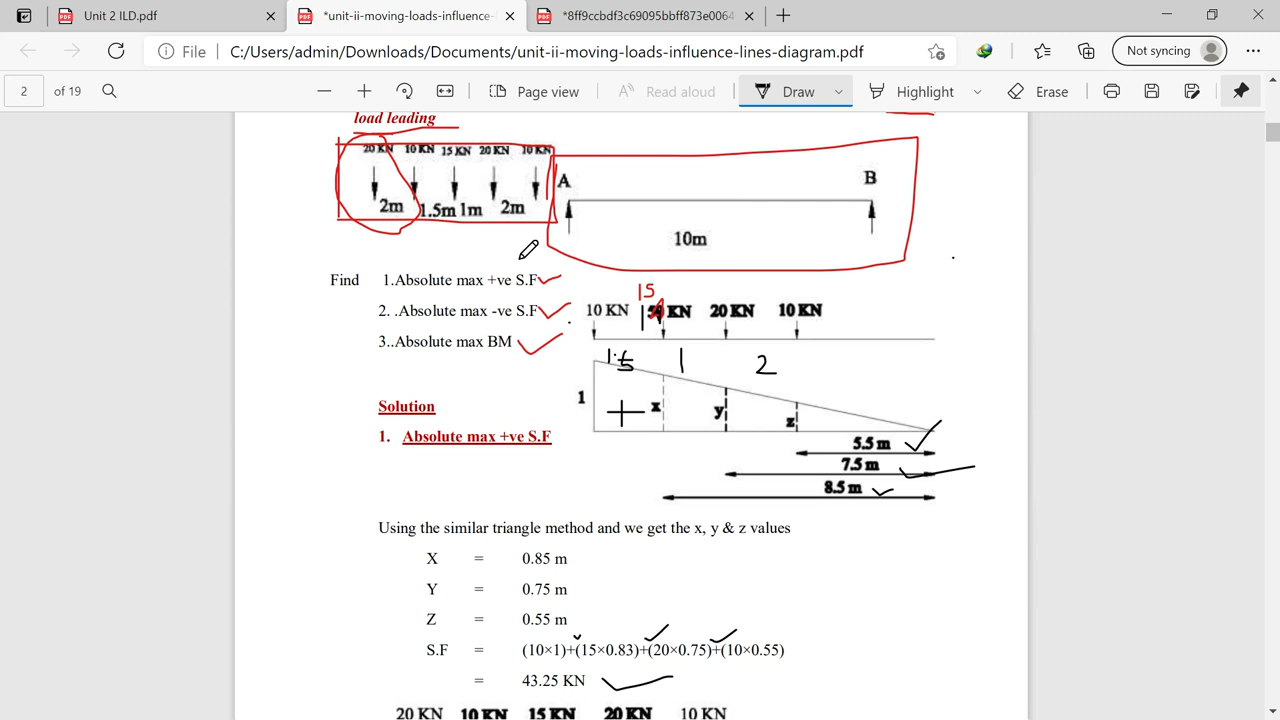 Unit 2 ILD.pdf
*unit-ii-moving-loads-influence-
*8ff9ccbdf3c69095bbff873e0064
File C:/Users/admin/Downloads/Documents/unit-ii-moving-loads-influence-lines-diagram.pdf Not syncing
2 of 19 Page view Read aloud Draw Highlight Erase
load leading
20 KN 10 KN 15 KN 20 KN 10 KN
A B
2m 1.5m 1m 2m
10m
Find 1.Absolute max +ve S.F
2. .Absolute max -ve S.F
3..Absolute max BM
15
10 KN KN 20 KN 10 KN
1.5 1 2
1 + x y z
5.5 m
7.5 m
8.5 m
Solution
1. Absolute max +ve S.F
Using the similar triangle method and we get the x, y & z values
X = 0.85 m
Y = 0.75 m
Z = 0.55 m
S.F = (10×1)+(15×0.83)+(20×0.75)+(10×0.55)
= 43.25 KN
20 KN 10 KN 15 KN 20 KN 10 KN